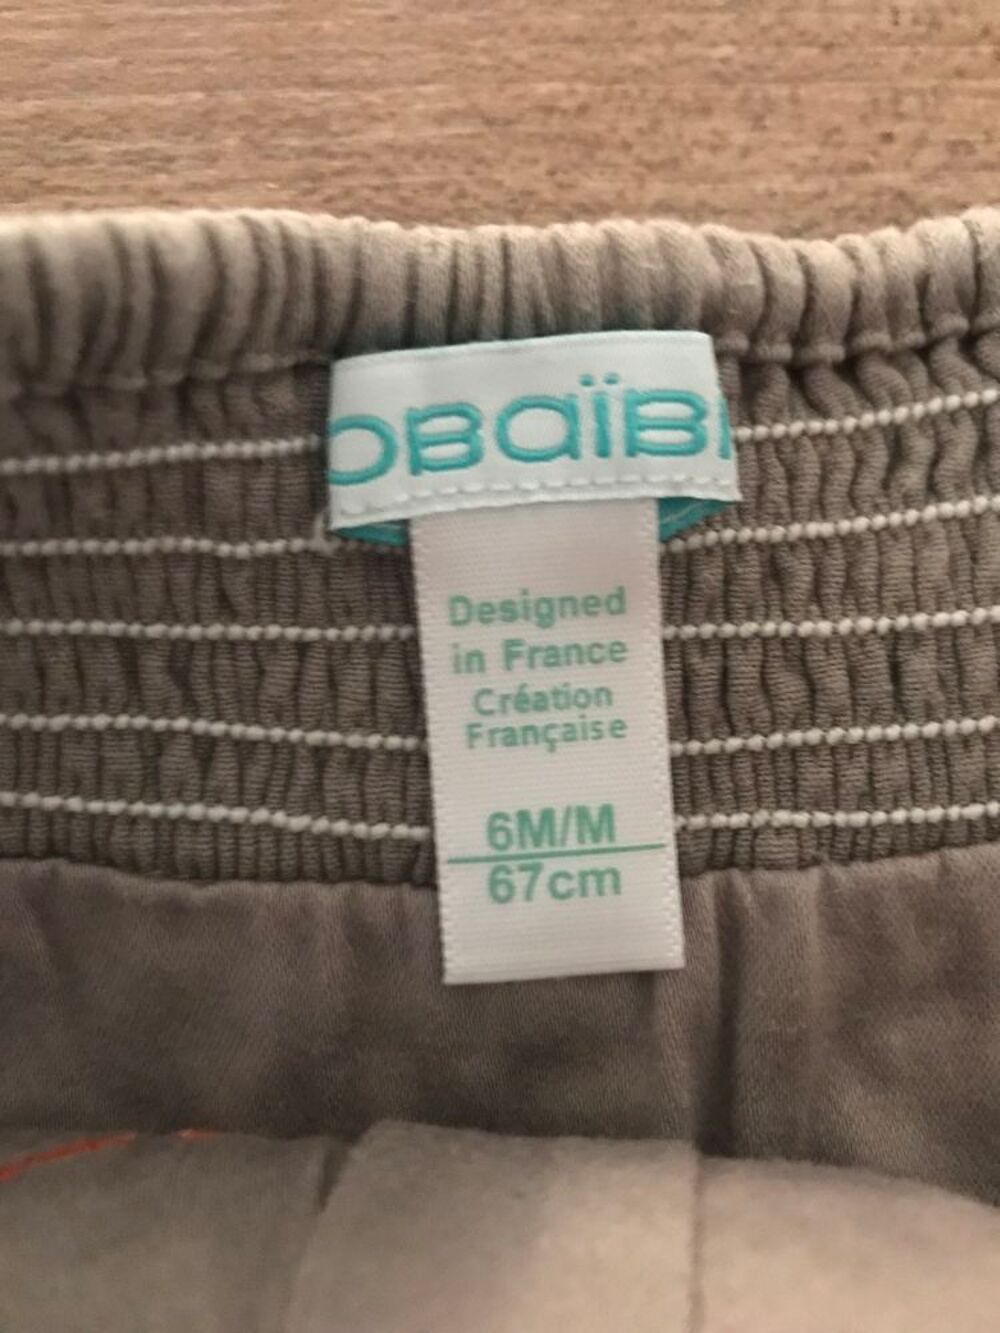 obaïbi
Designed
in France
Création
Française
6M/M
67cm